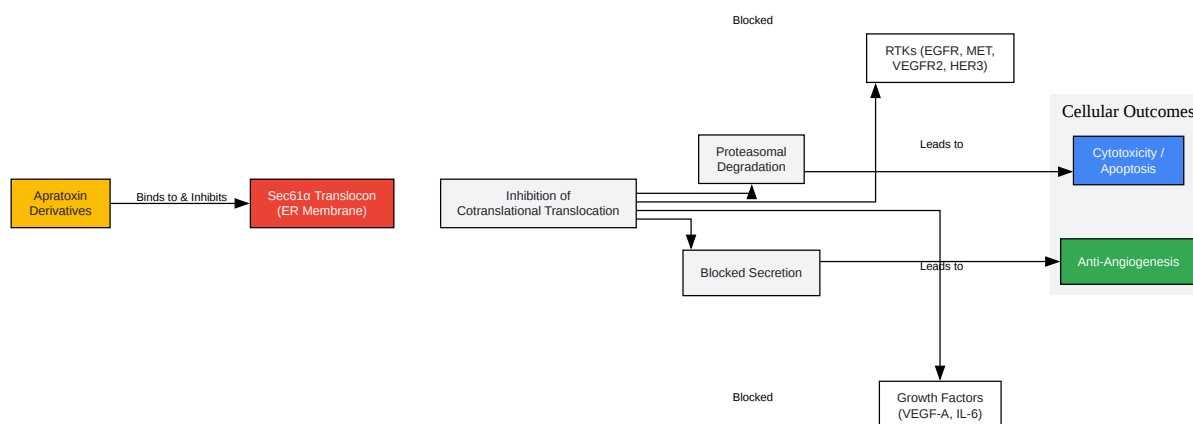 Blocked
RTKs (EGFR, MET,
VEGFR2, HER3)
Cellular Outcomes
Proteasomal
Degradation
Leads to
Cytotoxicity /
Apoptosis
Apratoxin
Derivatives
Binds to & Inhibits
Sec61α Translocon
(ER Membrane)
Inhibition of
Cotranslational Translocation
Blocked Secretion
Leads to
Anti-Angiogenesis
Blocked
Growth Factors
(VEGF-A, IL-6)